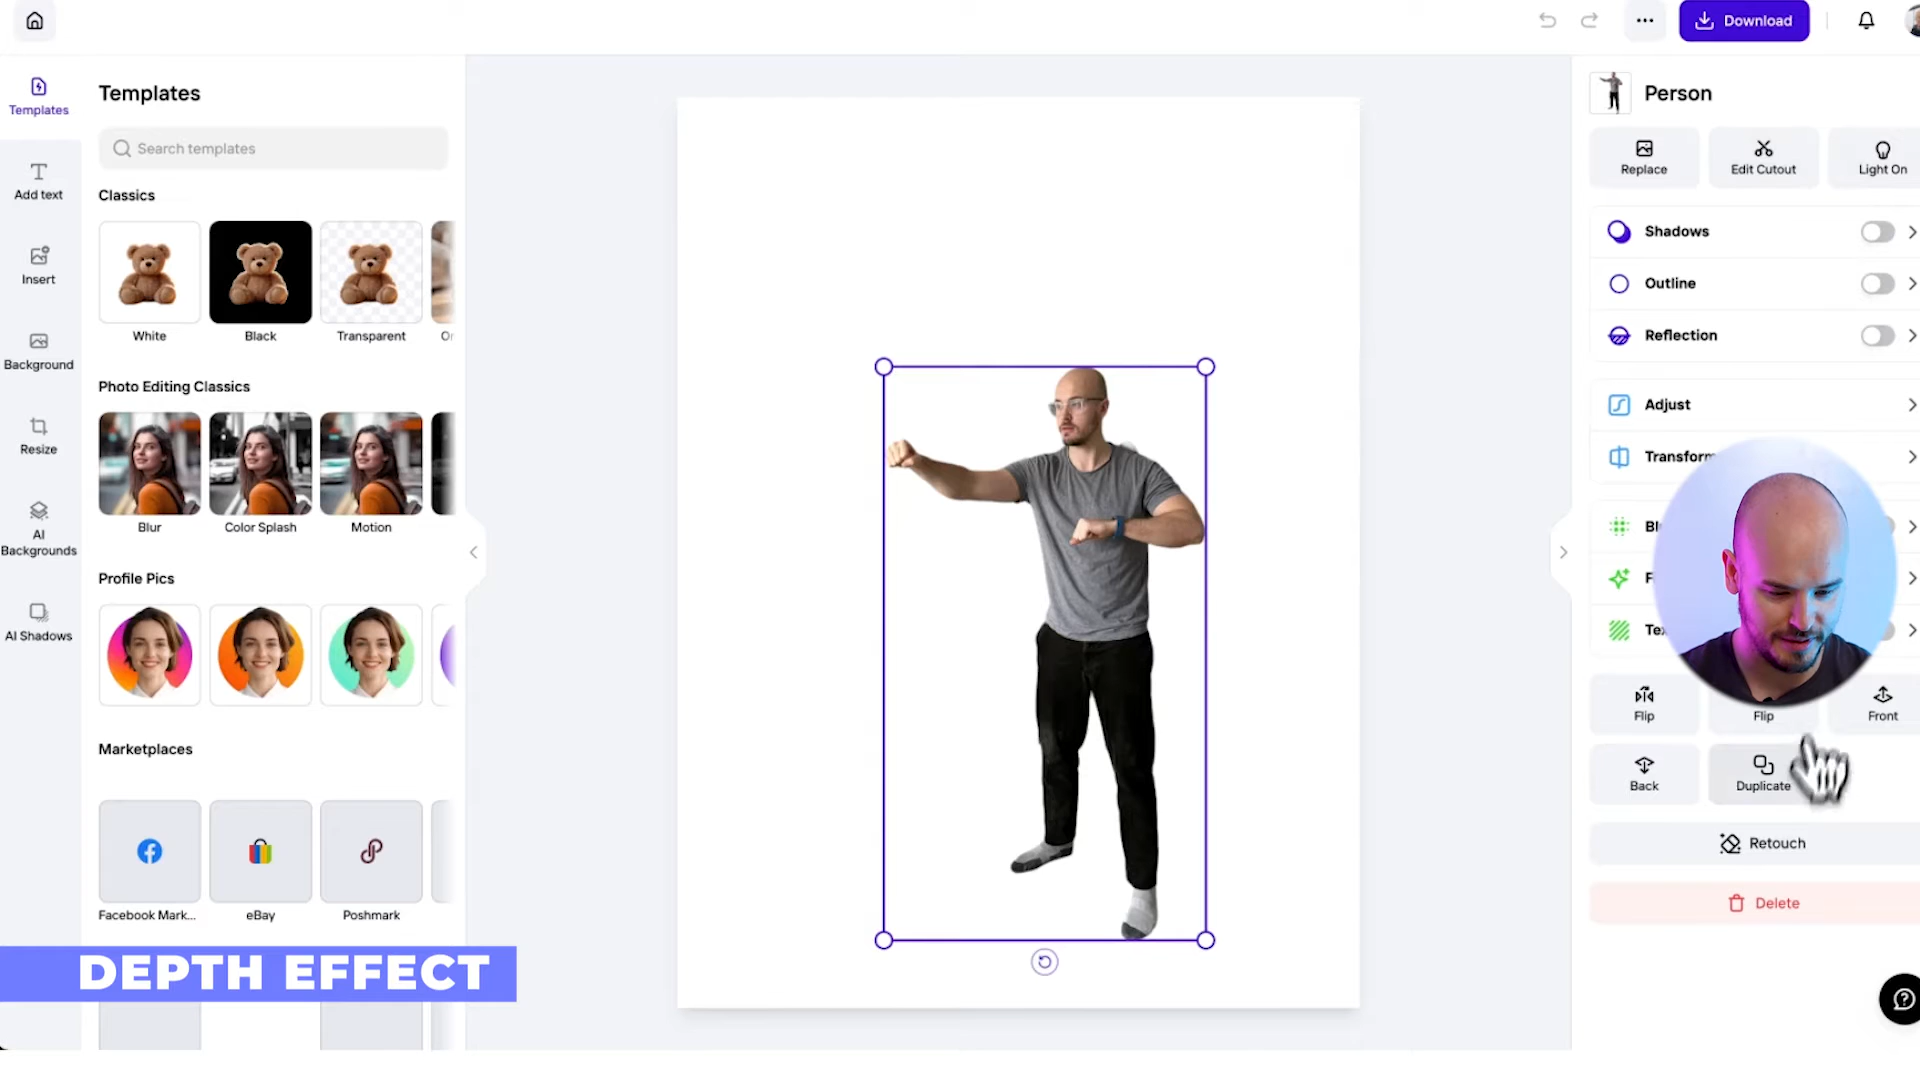 Download
Templates
Add text
Insert
Background
Resize
AI
Backgrounds
AI Shadows
Templates
Search templates
Classics
White
Black
Transparent
Photo Editing Classics
Blur
Color Splash
Motion
Profile Pics
Marketplaces
Facebook Mark...
eBay
Poshmark
DEPTH EFFECT
Person
Replace
Edit Cutout
Light On
Shadows
Outline
Reflection
Adjust
Transform
Flip
Flip
Front
Back
Duplicate
Retouch
Delete